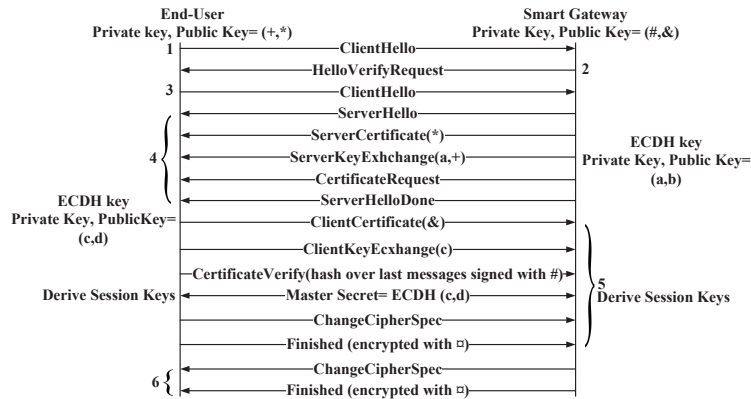 End-User
Private key, Public Key= (+,*)
Smart Gateway
Private Key, Public Key= (#,&)
1
ClientHello
HelloVerifyRequest
2
3
ClientHello
ServerHello
ServerCertificate(*)
4
ServerKeyExhchange(a,+)
ECDH key
Private Key, Public Key=
(a,b)
CertificateRequest
ServerHelloDone
ECDH key
Private Key, PublicKey=
(c,d)
ClientCertificate(&)
ClientKeyEcxhange(c)
CertificateVerify(hash over last messages signed with #)
5
Derive Session Keys
Master Secret= ECDH (c,d)
Derive Session Keys
ChangeCipherSpec
Finished (encrypted with ¤)
ChangeCipherSpec
6
Finished (encrypted with ¤)